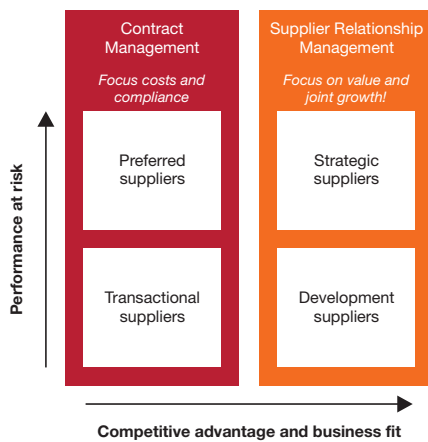 Contract
Management
Focus costs and
compliance
Supplier Relationship
Management
Focus on value and
joint growth!
Performance at risk
Preferred
suppliers
Strategic
suppliers
Transactional
suppliers
Development
suppliers
Competitive advantage and business fit